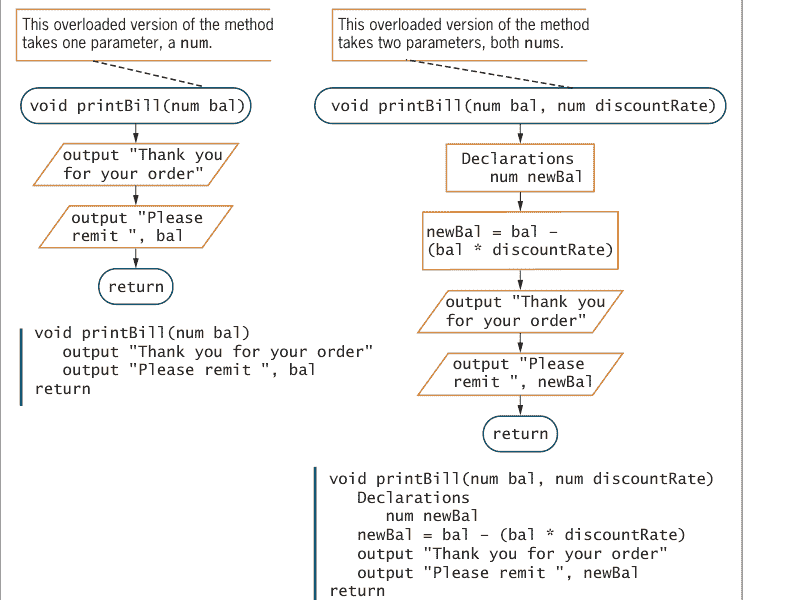 This overloaded version of the method
takes one parameter, a num.
void printBill(num bal)
output "Thank you
for your order"
output "Please
remit ", bal
return
void printBill(num bal)
output "Thank you for your order"
output "Please remit ", bal
return
This overloaded version of the method
takes two parameters, both nums.
void printBill(num bal, num discountRate)
Declarations
num newBal
newBal = bal –
(bal * discountRate)
output "Thank you
for your order"
output "Please
remit ", newBal
return
void printBill(num bal, num discountRate)
Declarations
num newBal
newBal = bal – (bal * discountRate)
output "Thank you for your order"
output "Please remit ", newBal
return